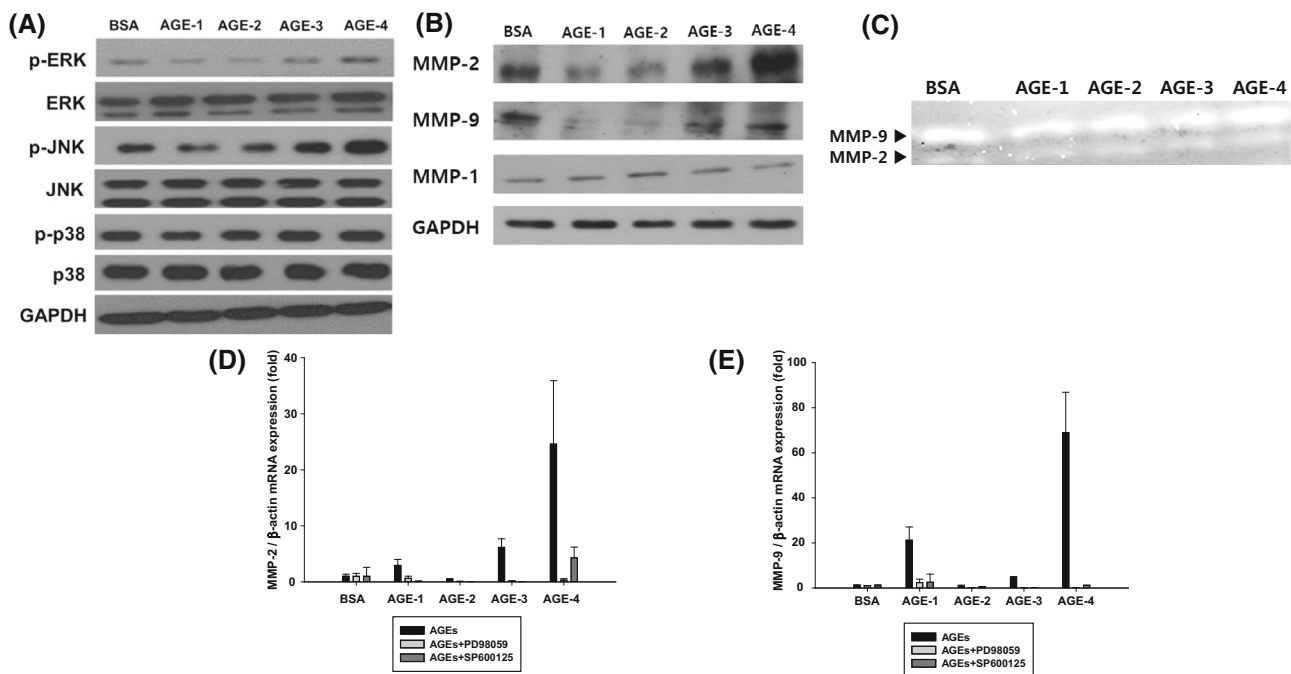 (A)
BSA AGE-1 AGE-2 AGE-3 AGE-4
p-ERK
ERK
p-JNK
JNK
p-p38
p38
GAPDH
(B)
BSA AGE-1 AGE-2 AGE-3 AGE-4
MMP-2
MMP-9
MMP-1
GAPDH
(C)
BSA AGE-1 AGE-2 AGE-3 AGE-4
MMP-9 ▶
MMP-2 ▶
(D)
MMP-2 / β-actin mRNA expression (fold)
40
30
20
10
0
BSA AGE-1 AGE-2 AGE-3 AGE-4
AGEs
AGEs+PD98059
AGEs+SP600125
(E)
MMP-9 / β-actin mRNA expression (fold)
100
80
60
40
20
0
BSA AGE-1 AGE-2 AGE-3 AGE-4
AGEs
AGEs+PD98059
AGEs+SP600125